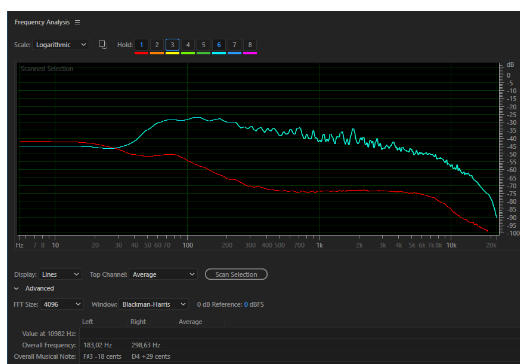 Frequency Analysis
Scale: Logarithmic Hold: 1 2 3 4 5 6 7 8
Scanned Selection
dB
0
-5
-10
-15
-20
-25
-30
-35
-40
-45
-50
-55
-60
-65
-70
-75
-80
-85
-90
-95
-100
Hz 7 8 10 20 30 40 50 60 70 100 200 300 400 500 700 1k 2k 3k 4k 5k 6k 7k 8k 10k 20k
Display: Lines Top Channel: Average Scan Selection
Advanced
FFT Size: 4096 Window: Blackman-Harris 0 dB Reference: 0 dBFS
Left Right Average
Value at 10982 Hz:
Overall Frequency: 183,02 Hz 298,63 Hz
Overall Musical Note: F#3 -18 cents D4 +29 cents